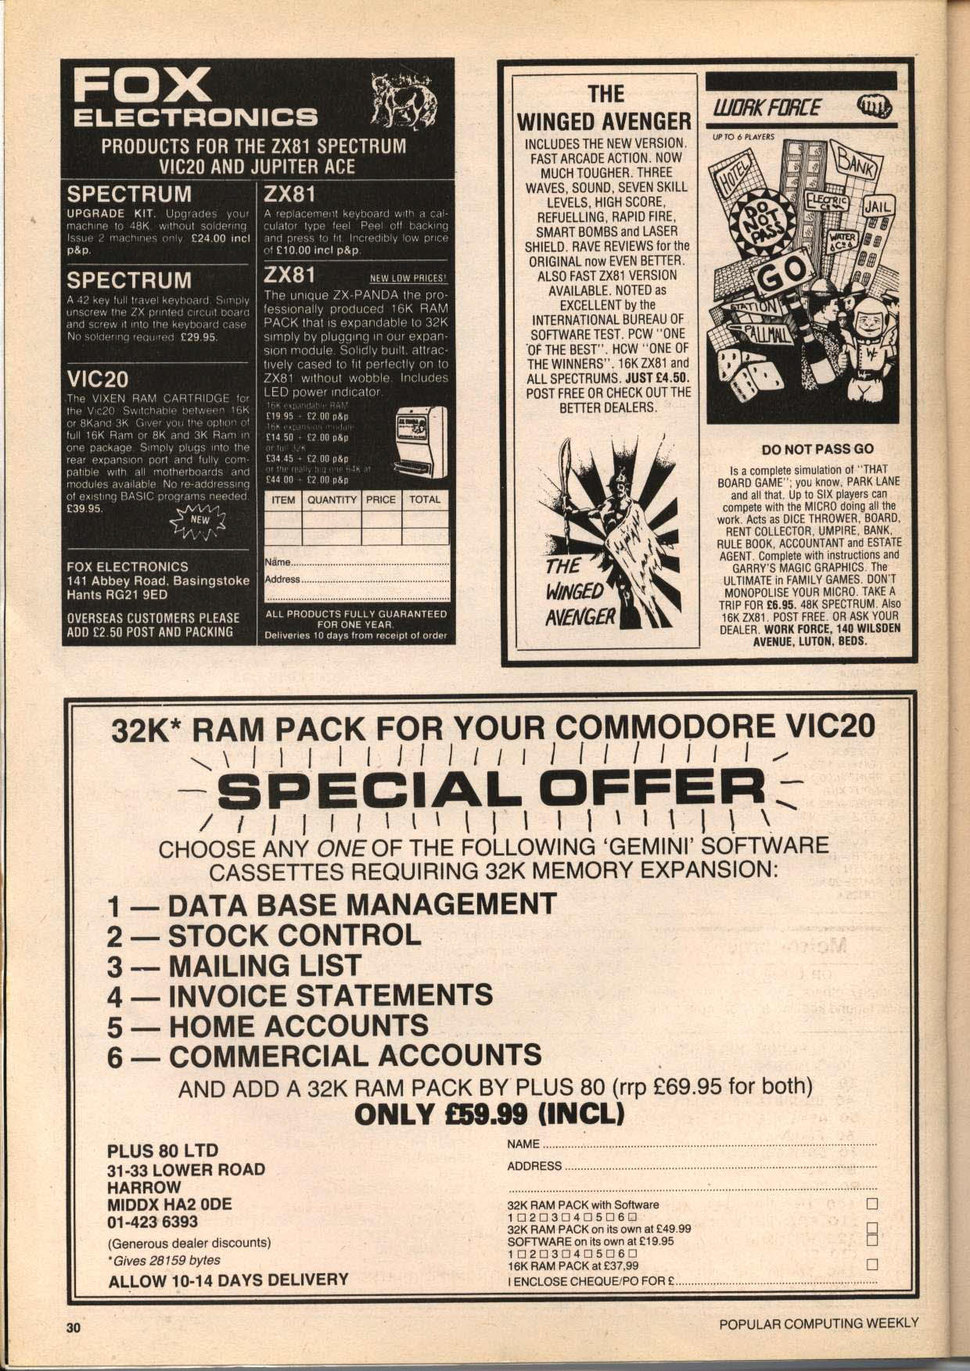 FOX
ELECTRONICS
PRODUCTS FOR THE ZX81 SPECTRUM
VIC20 AND JUPITER ACE
SPECTRUM
UPGRADE KIT. Upgrades your
machine to 48K without soldering
Issue 2 machines only £24.00 incl
p&p.
SPECTRUM
A 42 key full travel keyboard. Simply
unscrew the ZX printed circuit board
and screw it into the keyboard case
No soldering required £29.95.
VIC20
The VIXEN RAM CARTRIDGE for
the Vic20 Switchable between 16K
or 8Kand 3K Giver you the option of
full 16K Ram or 8K and 3K Ram in
one package. Simply plugs into the
rear expansion port and fully com-
patible with all motherboards and
modules available No re-addressing
of existing BASIC programs needed.
£39.95.
NEW
FOX ELECTRONICS
141 Abbey Road, Basingstoke
Hants RG21 9ED
OVERSEAS CUSTOMERS PLEASE
ADD £2.50 POST AND PACKING
ZX81
A replacement keyboard with a cal-
culator type feel Peel off backing
and press to fit Incredibly low price
of £10.00 incl p&p.
ZX81 NEW LOW PRICES!
The unique ZX-PANDA the pro-
fessionally produced 16K RAM
PACK that is expandable to 32K
simply by plugging in our expan-
sion module. Solidly built, attrac-
tively cased to fit perfectly on to
ZX81 without wobble. Includes
LED power indicator
16K expandable RAM
£19.95 + £2.00 p&p
16K expansion module
£14.50 + £2.00 p&p
or full 32K
£34.45 + £2.00 p&p
or the really big one 64K at
£44.00 + £2.00 p&p
ITEM QUANTITY PRICE TOTAL
Name
Address
ALL PRODUCTS FULLY GUARANTEED
FOR ONE YEAR.
Deliveries 10 days from receipt of order
THE
WINGED AVENGER
INCLUDES THE NEW VERSION.
FAST ARCADE ACTION. NOW
MUCH TOUGHER. THREE
WAVES, SOUND, SEVEN SKILL
LEVELS, HIGH SCORE,
REFUELLING, RAPID FIRE,
SMART BOMBS and LASER
SHIELD. RAVE REVIEWS for the
ORIGINAL now EVEN BETTER.
ALSO FAST ZX81 VERSION
AVAILABLE. NOTED as
EXCELLENT by the
INTERNATIONAL BUREAU OF
SOFTWARE TEST. PCW "ONE
OF THE BEST". HCW "ONE OF
THE WINNERS". 16K ZX81 and
ALL SPECTRUMS. JUST £4.50.
POST FREE OR CHECK OUT THE
BETTER DEALERS.
THE
WINGED
AVENGER
WORK FORCE
UP TO 6 PLAYERS
HOTEL
BANK
DO
NOT
PASS
ELECTRIC
JAIL
WATER
GO
STATION
PALLMALL
WF
DO NOT PASS GO
Is a complete simulation of "THAT
BOARD GAME"; you know, PARK LANE
and all that. Up to SIX players can
compete with the MICRO doing all the
work. Acts as DICE THROWER, BOARD,
RENT COLLECTOR, UMPIRE, BANK,
RULE BOOK, ACCOUNTANT and ESTATE
AGENT. Complete with instructions and
GARRY'S MAGIC GRAPHICS. The
ULTIMATE in FAMILY GAMES. DON'T
MONOPOLISE YOUR MICRO. TAKE A
TRIP FOR £6.95. 48K SPECTRUM. Also
16K ZX81. POST FREE. OR ASK YOUR
DEALER. WORK FORCE, 140 WILSDEN
AVENUE, LUTON, BEDS.
32K* RAM PACK FOR YOUR COMMODORE VIC20
SPECIAL OFFER
CHOOSE ANY ONE OF THE FOLLOWING 'GEMINI' SOFTWARE
CASSETTES REQUIRING 32K MEMORY EXPANSION:
1 — DATA BASE MANAGEMENT
2 — STOCK CONTROL
3 — MAILING LIST
4 — INVOICE STATEMENTS
5 — HOME ACCOUNTS
6 — COMMERCIAL ACCOUNTS
AND ADD A 32K RAM PACK BY PLUS 80 (rrp £69.95 for both)
ONLY £59.99 (INCL)
PLUS 80 LTD
31-33 LOWER ROAD
HARROW
MIDDX HA2 0DE
01-423 6393
(Generous dealer discounts)
*Gives 28159 bytes
ALLOW 10-14 DAYS DELIVERY
NAME
ADDRESS
32K RAM PACK with Software
1 □ 2 □ 3 □ 4 □ 5 □ 6 □
32K RAM PACK on its own at £49.99
SOFTWARE on its own at £19.95
1 □ 2 □ 3 □ 4 □ 5 □ 6 □
16K RAM PACK at £37,99
I ENCLOSE CHEQUE/PO FOR £
30
POPULAR COMPUTING WEEKLY